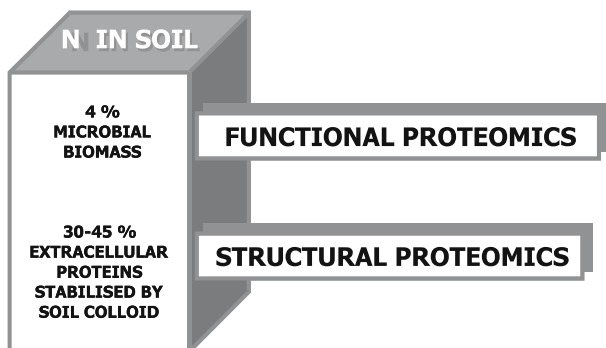 N IN SOIL
4 %
MICROBIAL
BIOMASS
FUNCTIONAL PROTEOMICS
30-45 %
EXTRACELLULAR
PROTEINS
STABILISED BY
SOIL COLLOID
STRUCTURAL PROTEOMICS